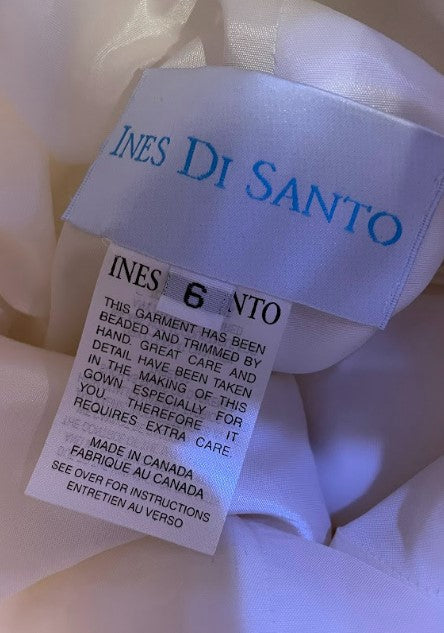 INES DI SANTO
INES NTO
6
THIS GARMENT HAS BEEN
BEADED AND TRIMMED BY
HAND. GREAT CARE AND
DETAIL HAVE BEEN TAKEN
IN THE MAKING OF THIS
GOWN ESPECIALLY FOR
YOU. THEREFORE IT
REQUIRES EXTRA CARE.
MADE IN CANADA
FABRIQUE AU CANADA
SEE OVER FOR INSTRUCTIONS
ENTRETIEN AU VERSO